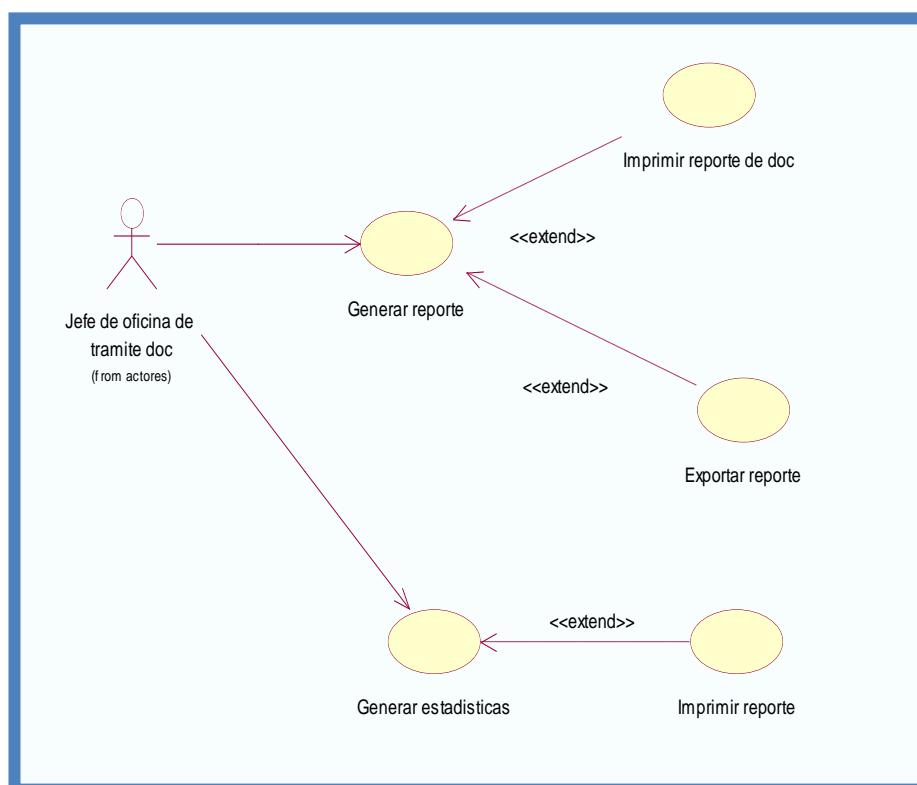 Imprimir reporte de doc
<<extend>>
Generar reporte
Jefe de oficina de
tramite doc
(from actores)
<<extend>>
Exportar reporte
<<extend>>
Generar estadisticas
Imprimir reporte